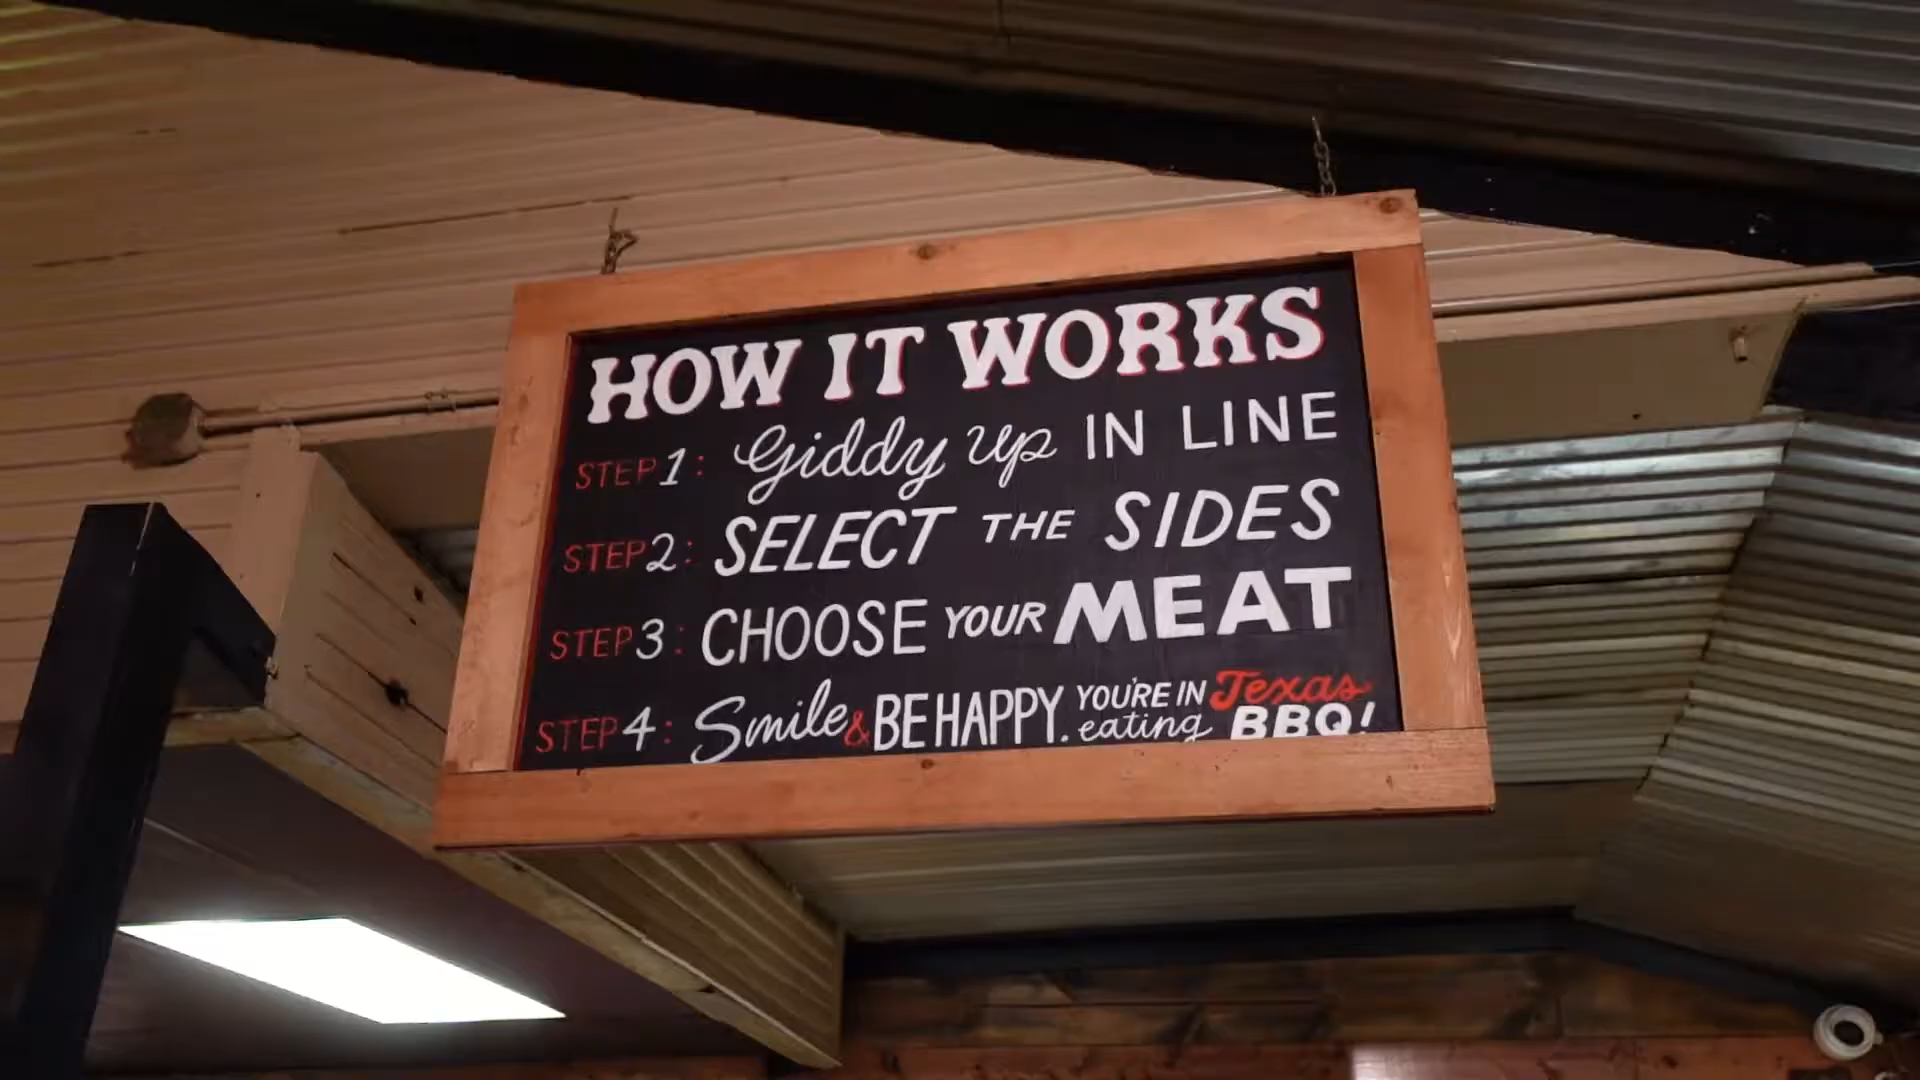 HOW IT WORKS
STEP 1: Giddy Up IN LINE
STEP 2: SELECT THE SIDES
STEP 3: CHOOSE YOUR MEAT
STEP 4: Smile & BE HAPPY. YOU'RE IN Texas
eating BBQ!